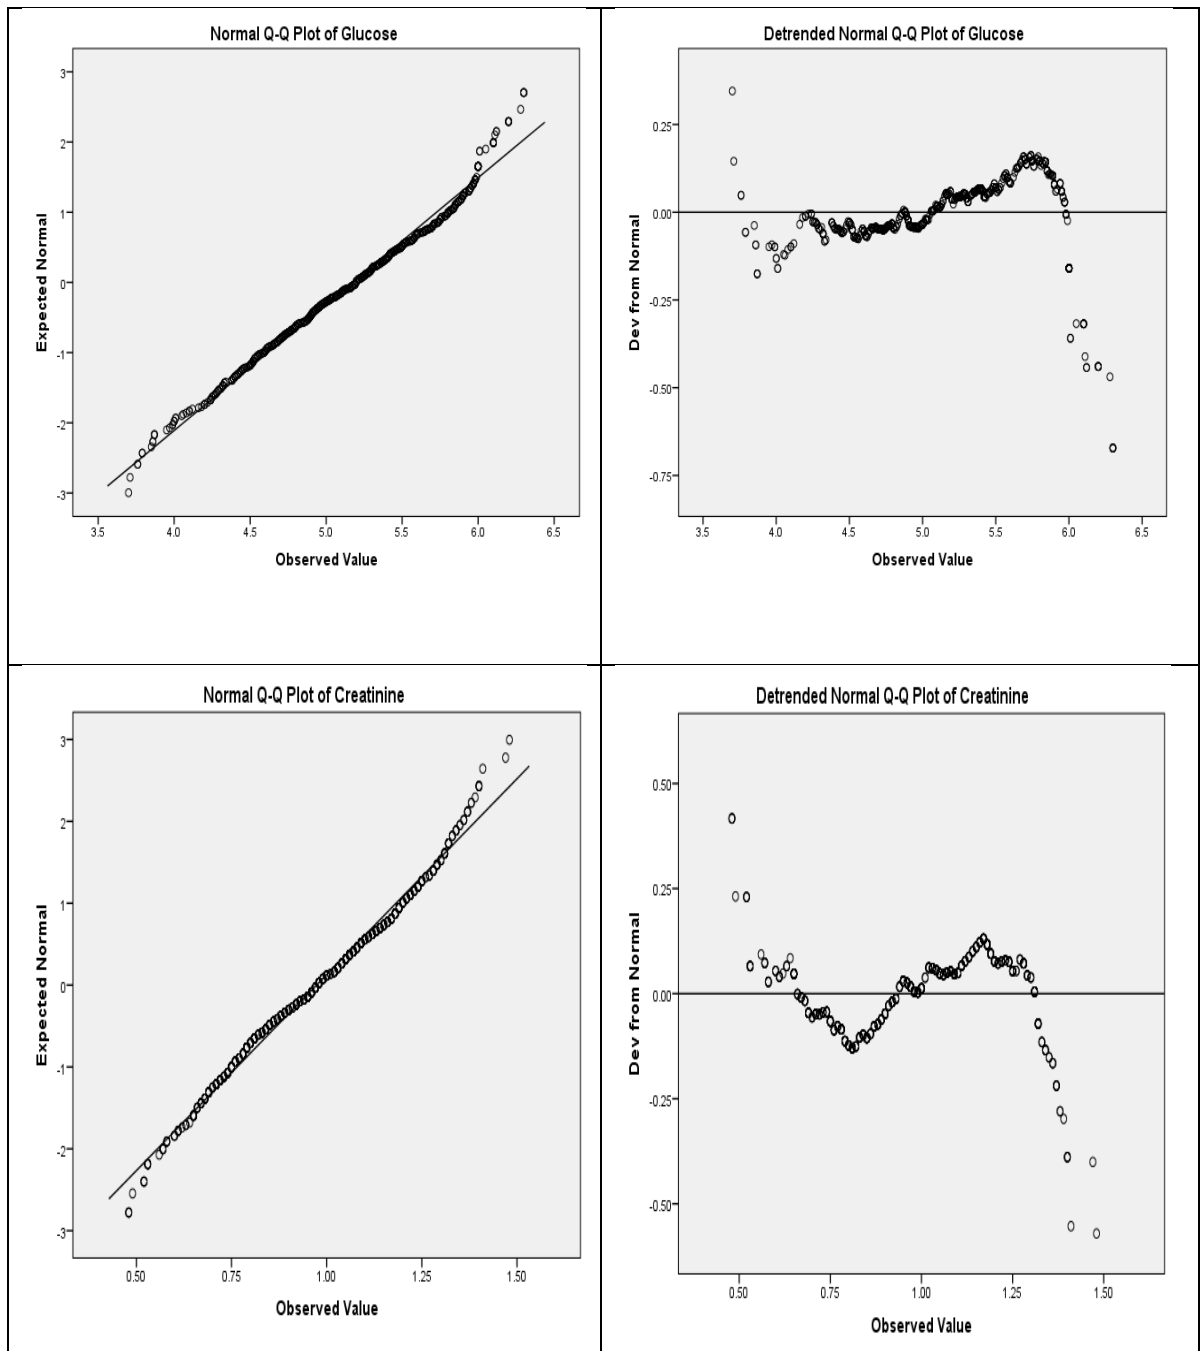 Normal Q-Q Plot of Glucose
Expected Normal
3
2
1
0
-1
-2
-3
3.5 4.0 4.5 5.0 5.5 6.0 6.5
Observed Value
Detrended Normal Q-Q Plot of Glucose
Dev from Normal
0.25
0.00
-0.25
-0.50
-0.75
3.5 4.0 4.5 5.0 5.5 6.0 6.5
Observed Value
Normal Q-Q Plot of Creatinine
Expected Normal
3
2
1
0
-1
-2
-3
0.50 0.75 1.00 1.25 1.50
Observed Value
Detrended Normal Q-Q Plot of Creatinine
Dev from Normal
0.50
0.25
0.00
-0.25
-0.50
0.50 0.75 1.00 1.25 1.50
Observed Value